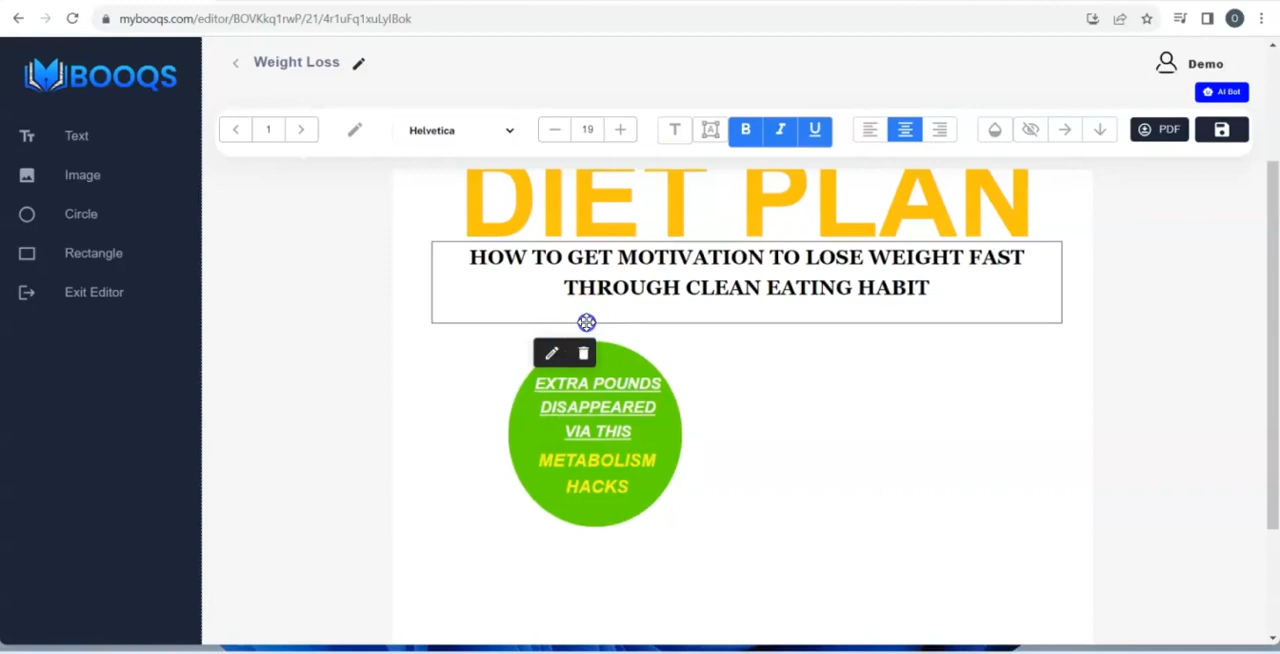 mybooqs.com/editor/BOVKkq1rwP/21/4r1uFq1xuLyIBok
BOOQS
Weight Loss
Demo
AI Bot
1
Helvetica
19
T
A
B
I
U
PDF
Text
Image
Circle
Rectangle
Exit Editor
DIET PLAN
HOW TO GET MOTIVATION TO LOSE WEIGHT FAST
THROUGH CLEAN EATING HABIT
EXTRA POUNDS
DISAPPEARED
VIA THIS
METABOLISM
HACKS